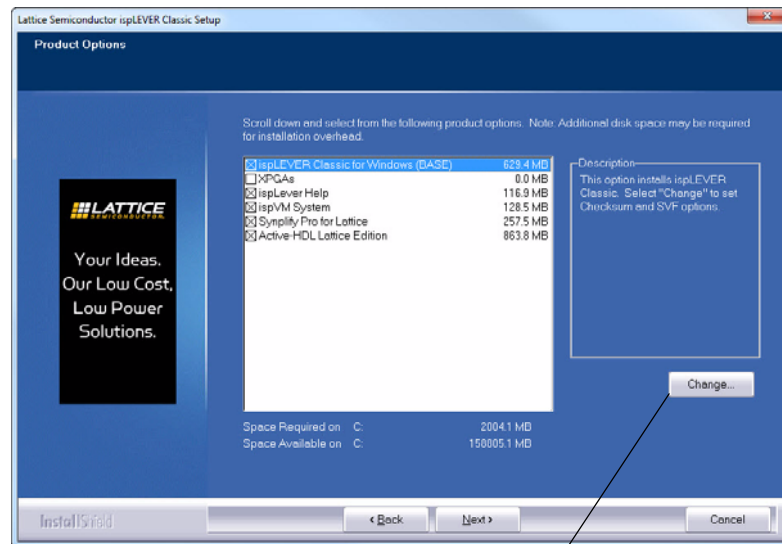 Lattice Semiconductor ispLEVER Classic Setup
Product Options
Scroll down and select from the following product options. Note: Additional disk space may be required
for installation overhead.
ispLEVER Classic for Windows (BASE) 629.4 MB
XPGAs 0.0 MB
ispLever Help 116.9 MB
ispVM System 128.5 MB
Synplify Pro for Lattice 257.5 MB
Active-HDL Lattice Edition 863.8 MB
Description
This option installs ispLEVER
Classic. Select "Change" to set
Checksum and SVF options.
LATTICE
SEMICONDUCTOR.
Your Ideas.
Our Low Cost,
Low Power
Solutions.
Change...
Space Required on C: 2004.1 MB
Space Available on C: 150805.1 MB
InstallShield
< Back
Next >
Cancel